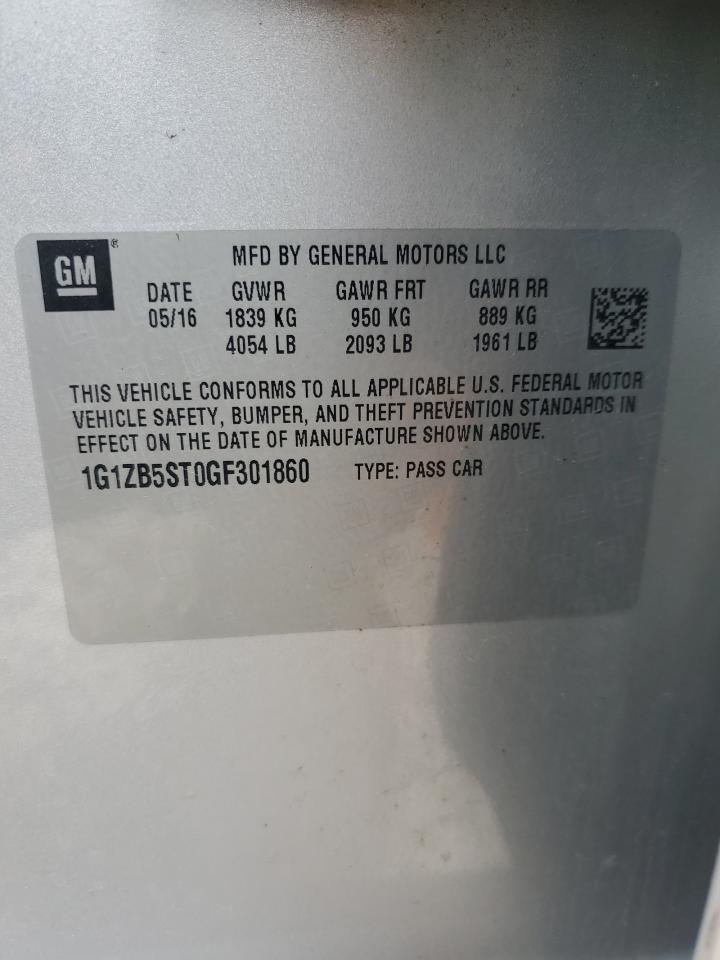 GM®
MFD BY GENERAL MOTORS LLC
DATE GVWR GAWR FRT GAWR RR
05/16 1839 KG 950 KG 889 KG
4054 LB 2093 LB 1961 LB
THIS VEHICLE CONFORMS TO ALL APPLICABLE U.S. FEDERAL MOTOR
VEHICLE SAFETY, BUMPER, AND THEFT PREVENTION STANDARDS IN
EFFECT ON THE DATE OF MANUFACTURE SHOWN ABOVE.
1G1ZB5ST0GF301860 TYPE: PASS CAR